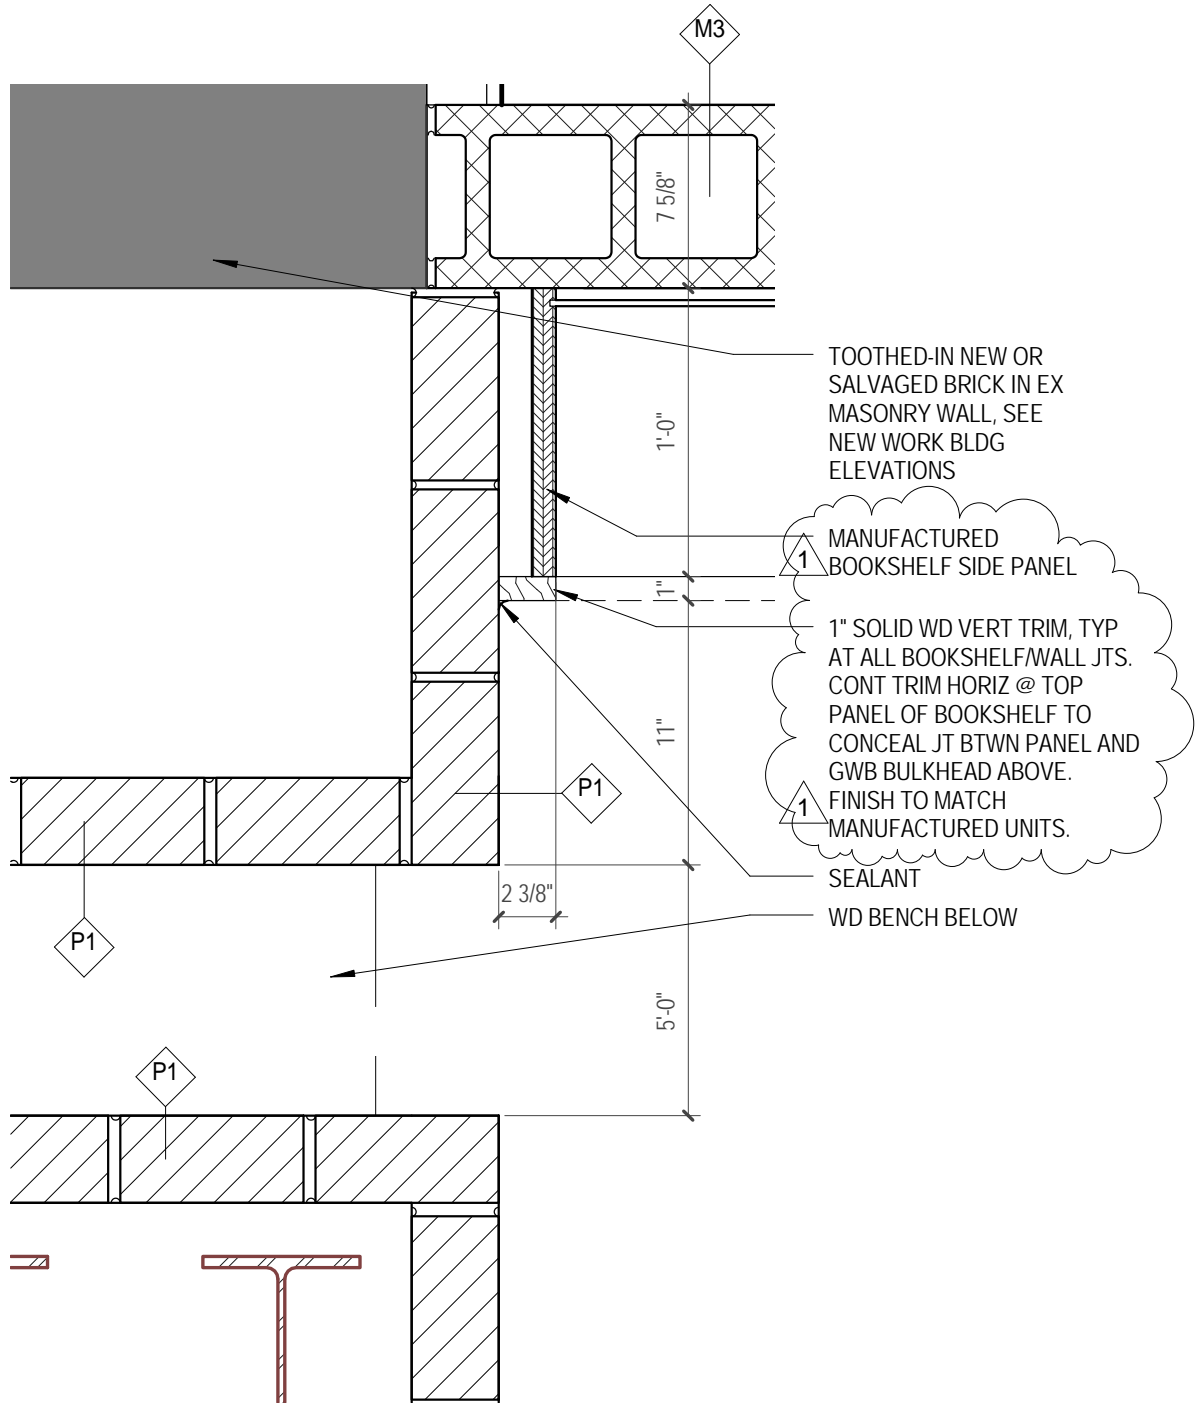 M3
7 5/8"
TOOTHED-IN NEW OR
SALVAGED BRICK IN EX
MASONRY WALL, SEE
NEW WORK BLDG
ELEVATIONS
1'-0"
MANUFACTURED
1
BOOKSHELF SIDE PANEL
1"
1" SOLID WD VERT TRIM, TYP
AT ALL BOOKSHELF/WALL JTS.
CONT TRIM HORIZ @ TOP
PANEL OF BOOKSHELF TO
CONCEAL JT BTWN PANEL AND
GWB BULKHEAD ABOVE.
1
FINISH TO MATCH
MANUFACTURED UNITS.
11"
P1
SEALANT
2 3/8"
WD BENCH BELOW
P1
5'-0"
P1